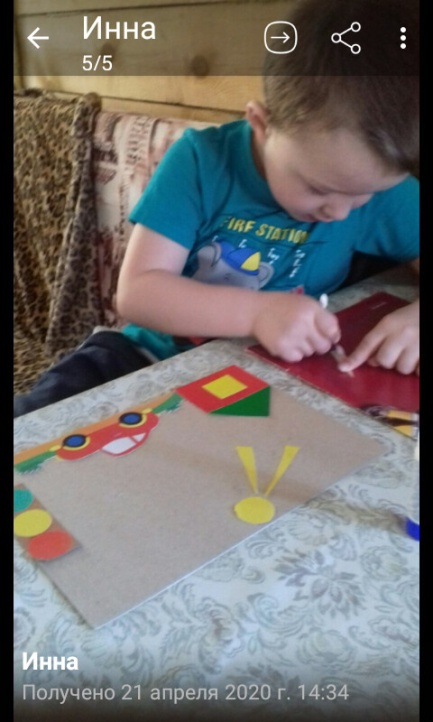 Инна
5/5
FIRE STATION
Инна
Получено 21 апреля 2020 г. 14:34